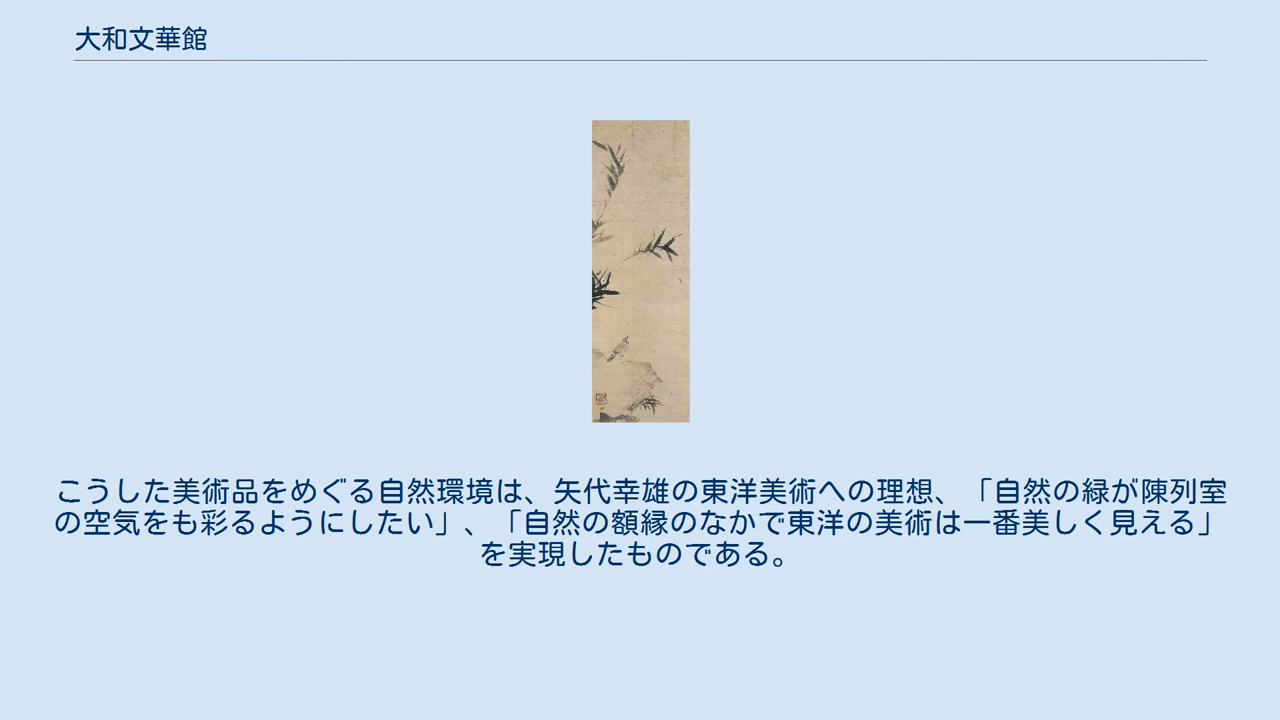 大和文華館
こうした美術品をめぐる自然環境は、矢代幸雄の東洋美術への理想、「自然の緑が陳列室
の空気をも彩るようにしたい」、「自然の額縁のなかで東洋の美術は一番美しく見える」
を実現したものである。